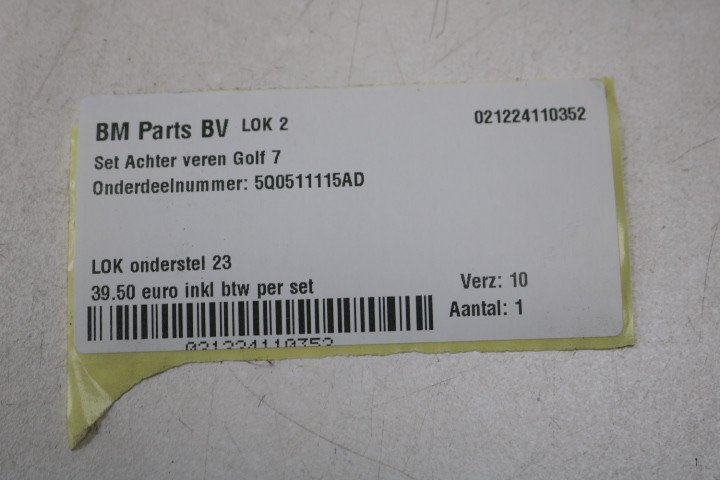 BM Parts BV LOK 2
021224110352
Set Achter veren Golf 7
Onderdeelnummer: 5Q0511115AD
LOK onderstel 23
39.50 euro inkl btw per set
Verz: 10
Aantal: 1
021224110352